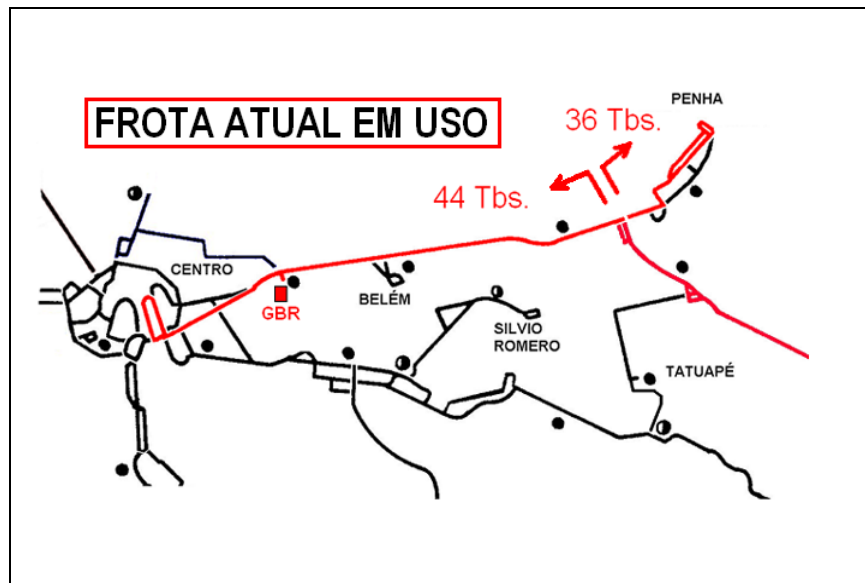 PENHA
FROTA ATUAL EM USO
36 Tbs.
44 Tbs.
CENTRO
GBR
BELÉM
SILVIO
ROMERO
TATUAPÉ